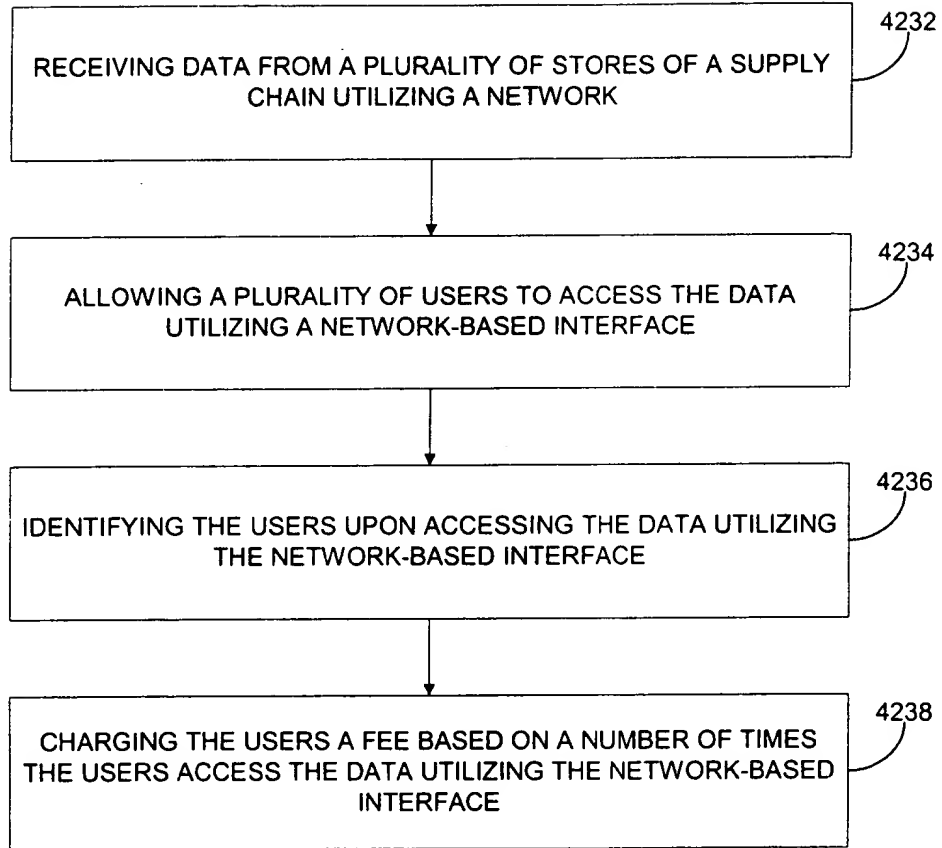 4232
RECEIVING DATA FROM A PLURALITY OF STORES OF A SUPPLY
CHAIN UTILIZING A NETWORK
4234
ALLOWING A PLURALITY OF USERS TO ACCESS THE DATA
UTILIZING A NETWORK-BASED INTERFACE
4236
IDENTIFYING THE USERS UPON ACCESSING THE DATA UTILIZING
THE NETWORK-BASED INTERFACE
4238
CHARGING THE USERS A FEE BASED ON A NUMBER OF TIMES
THE USERS ACCESS THE DATA UTILIZING THE NETWORK-BASED
INTERFACE